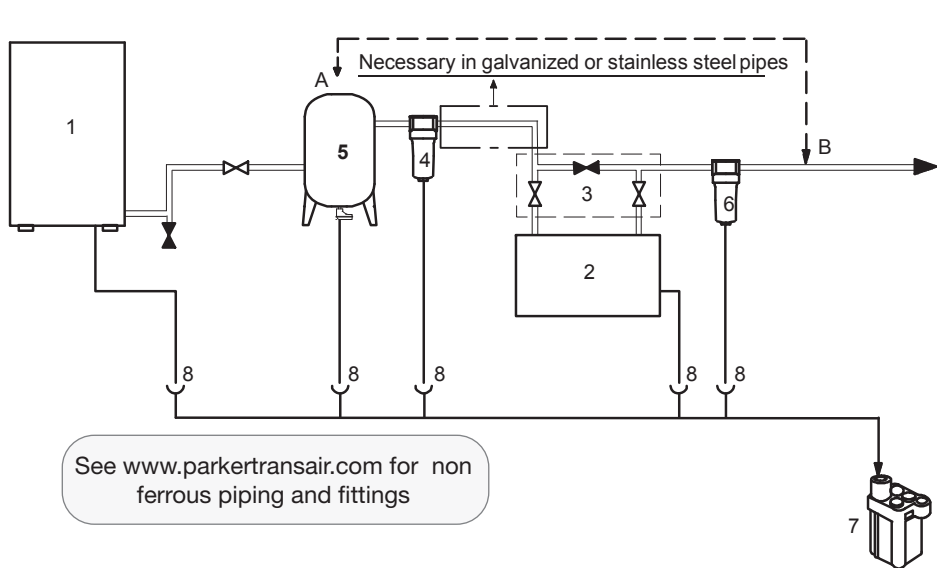 Necessary in galvanized or stainless steel pipes
A
B
1
5
4
3
6
2
8
8
8
8
8
See www.parkertransair.com for non
ferrous piping and fittings
7